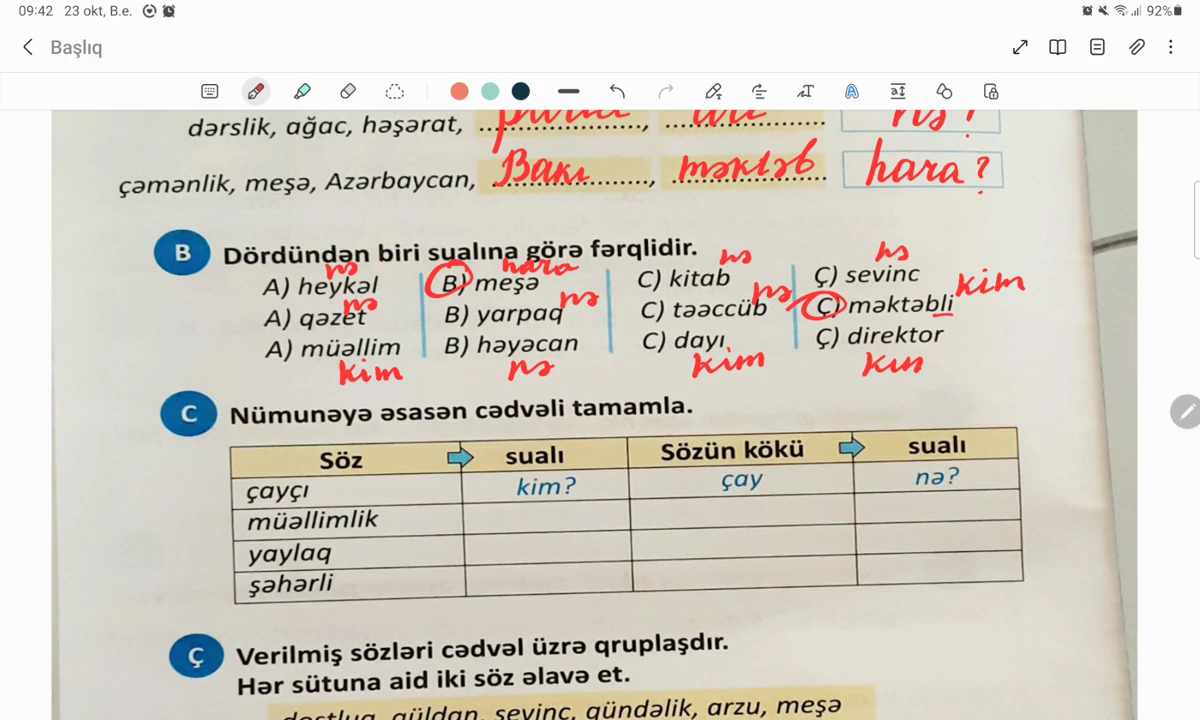 09:42 23 okt, B.e. 92%
Başlıq
dərslik, ağac, həşərat,
çəmənlik, meşə, Azərbaycan, Bakı, məktəb hara?
B Dördündən biri sualına görə fərqlidir.
nə hara nə nə
A) heykəl B) meşə C) kitab Ç) sevinc
nə nə nə kim
A) qəzet B) yarpaq C) təəccüb Ç) məktəbli
A) müəllim B) həyəcan C) dayı Ç) direktor
kim nə kim
C Nümunəyə əsasən cədvəli tamamla.
Söz sualı Sözün kökü sualı
çayçı kim? çay nə?
müəllimlik
yaylaq
şəhərli
Ç Verilmiş sözləri cədvəl üzrə qruplaşdır.
Hər sütuna aid iki söz əlavə et.
dostluq, güldan, sevinc, gündəlik, arzu, meşə